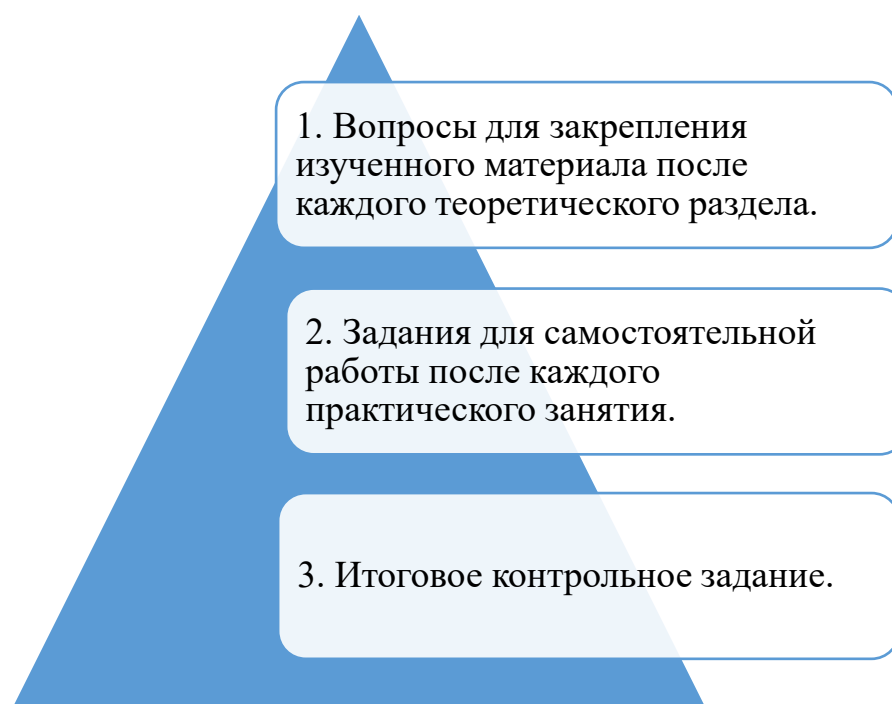 1. Вопросы для закрепления
изученного материала после
каждого теоретического раздела.
2. Задания для самостоятельной
работы после каждого
практического занятия.
3. Итоговое контрольное задание.